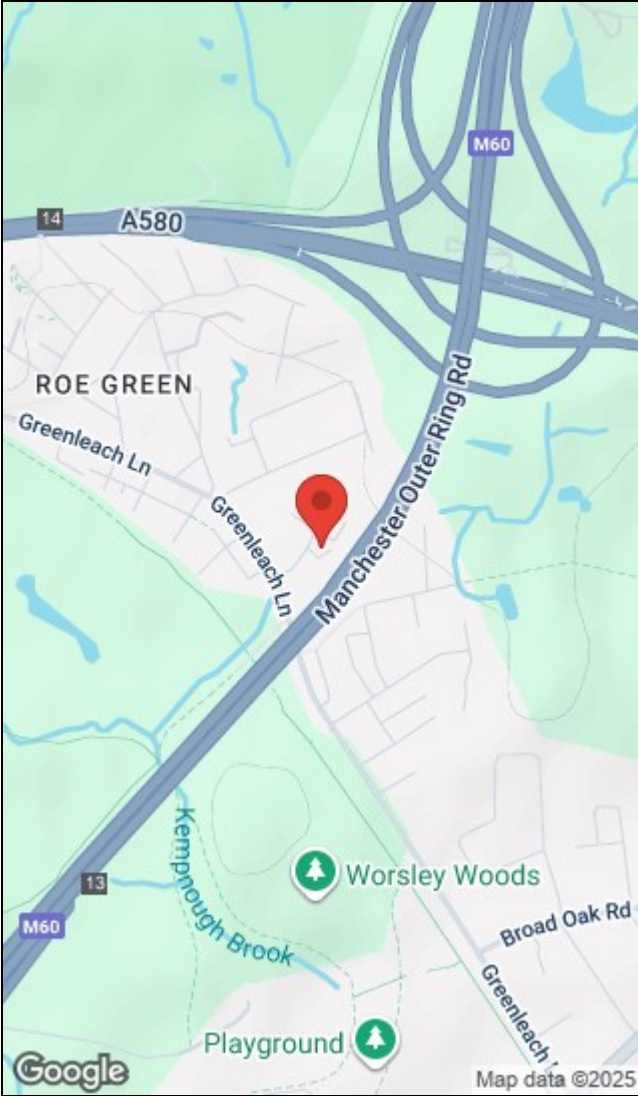 M60
14
A580
ROE GREEN
Greenleach Ln
Manchester Outer Ring Rd
Greenleach Ln
Worsley Woods
13
Kempnough Brook
M60
Broad Oak Rd
Greenleach
Playground
Google
Map data ©2025